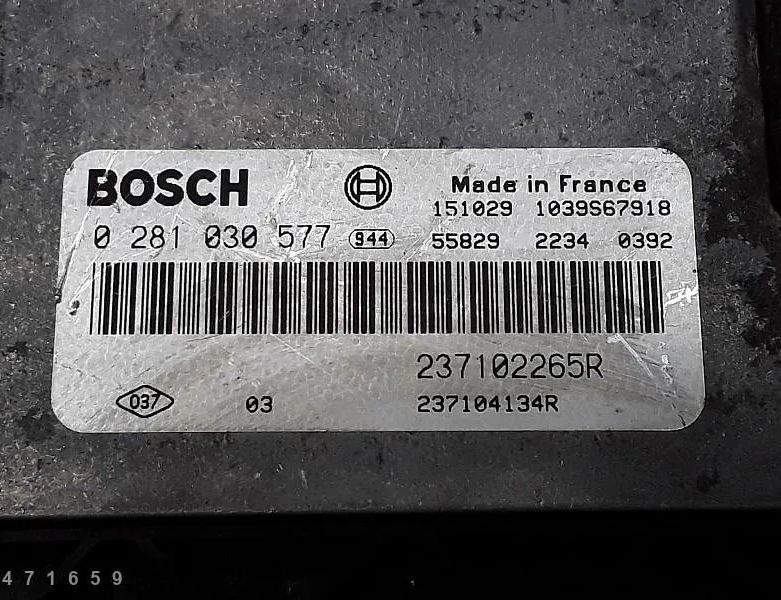 BOSCH
Made in France
151029 1039S67918
0 281 030 577 944 55829 2234 0392
237102265R
037 03 237104134R
471659